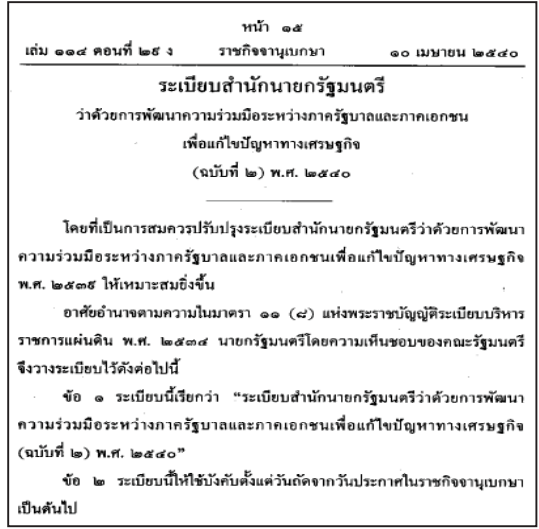 หน้า ๑๕
เล่ม ๑๑๔ ตอนที่ ๒๙ ง ราชกิจจานุเบกษา ๑๐ เมษายน ๒๕๔๐
ระเบียบสำนักนายกรัฐมนตรี
ว่าด้วยการพัฒนาความร่วมมือระหว่างภาครัฐบาลและภาคเอกชน
เพื่อแก้ไขปัญหาทางเศรษฐกิจ
(ฉบับที่ ๒) พ.ศ. ๒๕๔๐
โดยที่เป็นการสมควรปรับปรุงระเบียบสำนักนายกรัฐมนตรีว่าด้วยการพัฒนา
ความร่วมมือระหว่างภาครัฐบาลและภาคเอกชนเพื่อแก้ไขปัญหาทางเศรษฐกิจ
พ.ศ. ๒๕๓๙ ให้เหมาะสมยิ่งขึ้น
อาศัยอำนาจตามความในมาตรา ๑๑ (๘) แห่งพระราชบัญญัติระเบียบบริหาร
ราชการแผ่นดิน พ.ศ. ๒๕๓๔ นายกรัฐมนตรีโดยความเห็นชอบของคณะรัฐมนตรี
จึงวางระเบียบไว้ดังต่อไปนี้
ข้อ ๑ ระเบียบนี้เรียกว่า “ระเบียบสำนักนายกรัฐมนตรีว่าด้วยการพัฒนา
ความร่วมมือระหว่างภาครัฐบาลและภาคเอกชนเพื่อแก้ไขปัญหาทางเศรษฐกิจ
(ฉบับที่ ๒) พ.ศ. ๒๕๔๐”
ข้อ ๒ ระเบียบนี้ให้ใช้บังคับตั้งแต่วันถัดจากวันประกาศในราชกิจจานุเบกษา
เป็นต้นไป